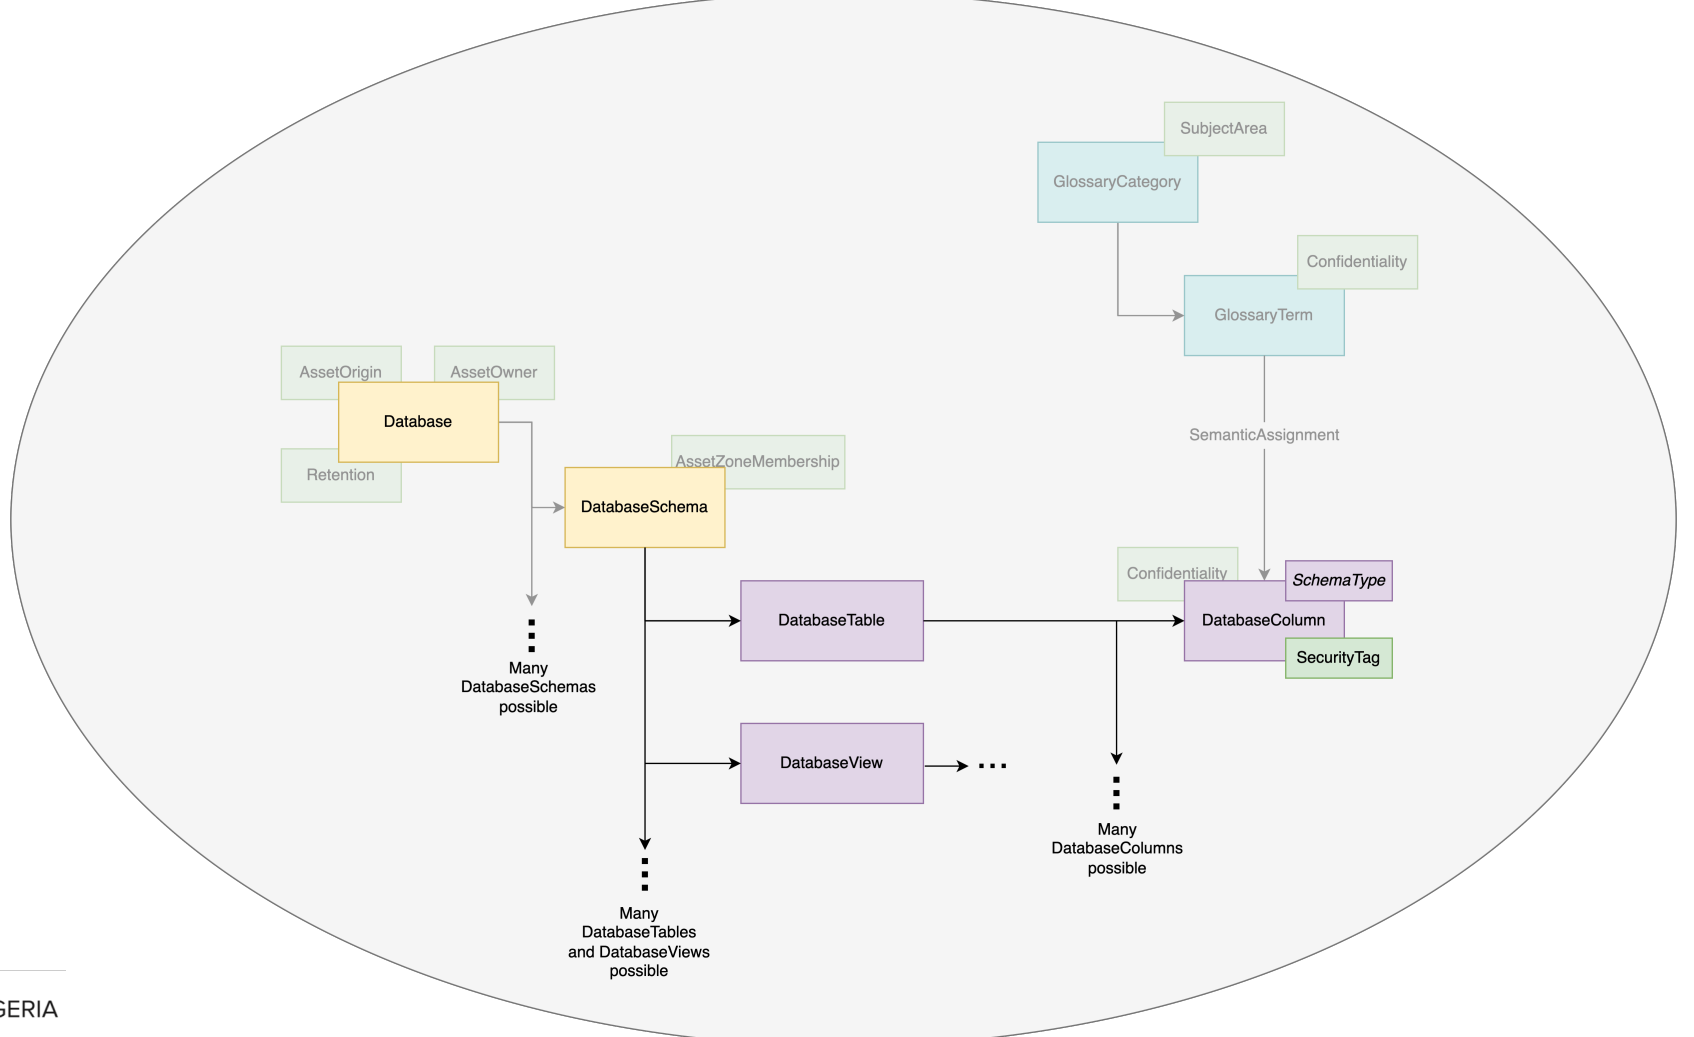 SubjectArea
GlossaryCategory
Confidentiality
GlossaryTerm
AssetOrigin
AssetOwner
Database
SemanticAssignment
AssetZoneMembership
Retention
DatabaseSchema
Confidentiality
SchemaType
DatabaseTable
DatabaseColumn
SecurityTag
Many
DatabaseSchemas
possible
DatabaseView
Many
DatabaseColumns
possible
Many
DatabaseTables
and DatabaseViews
possible
GERIA